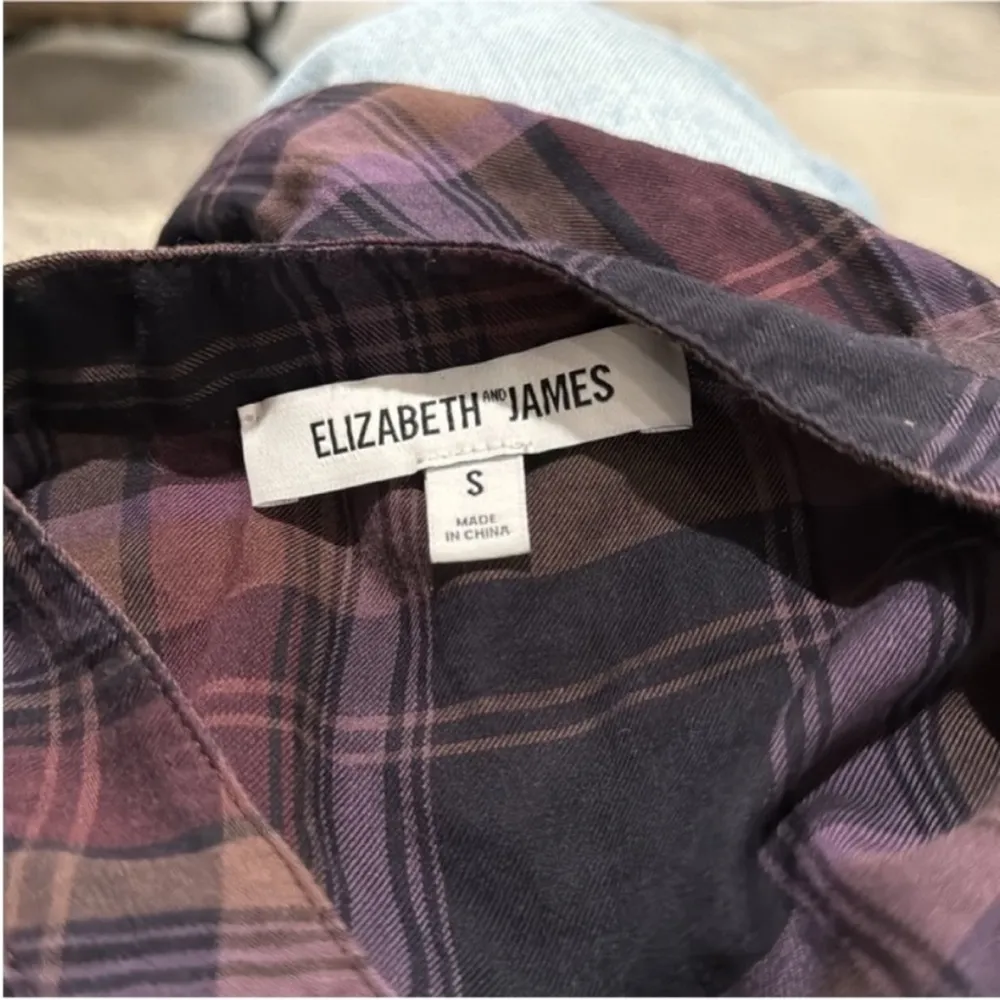 ELIZABETH AND JAMES
S
MADE
IN CHINA